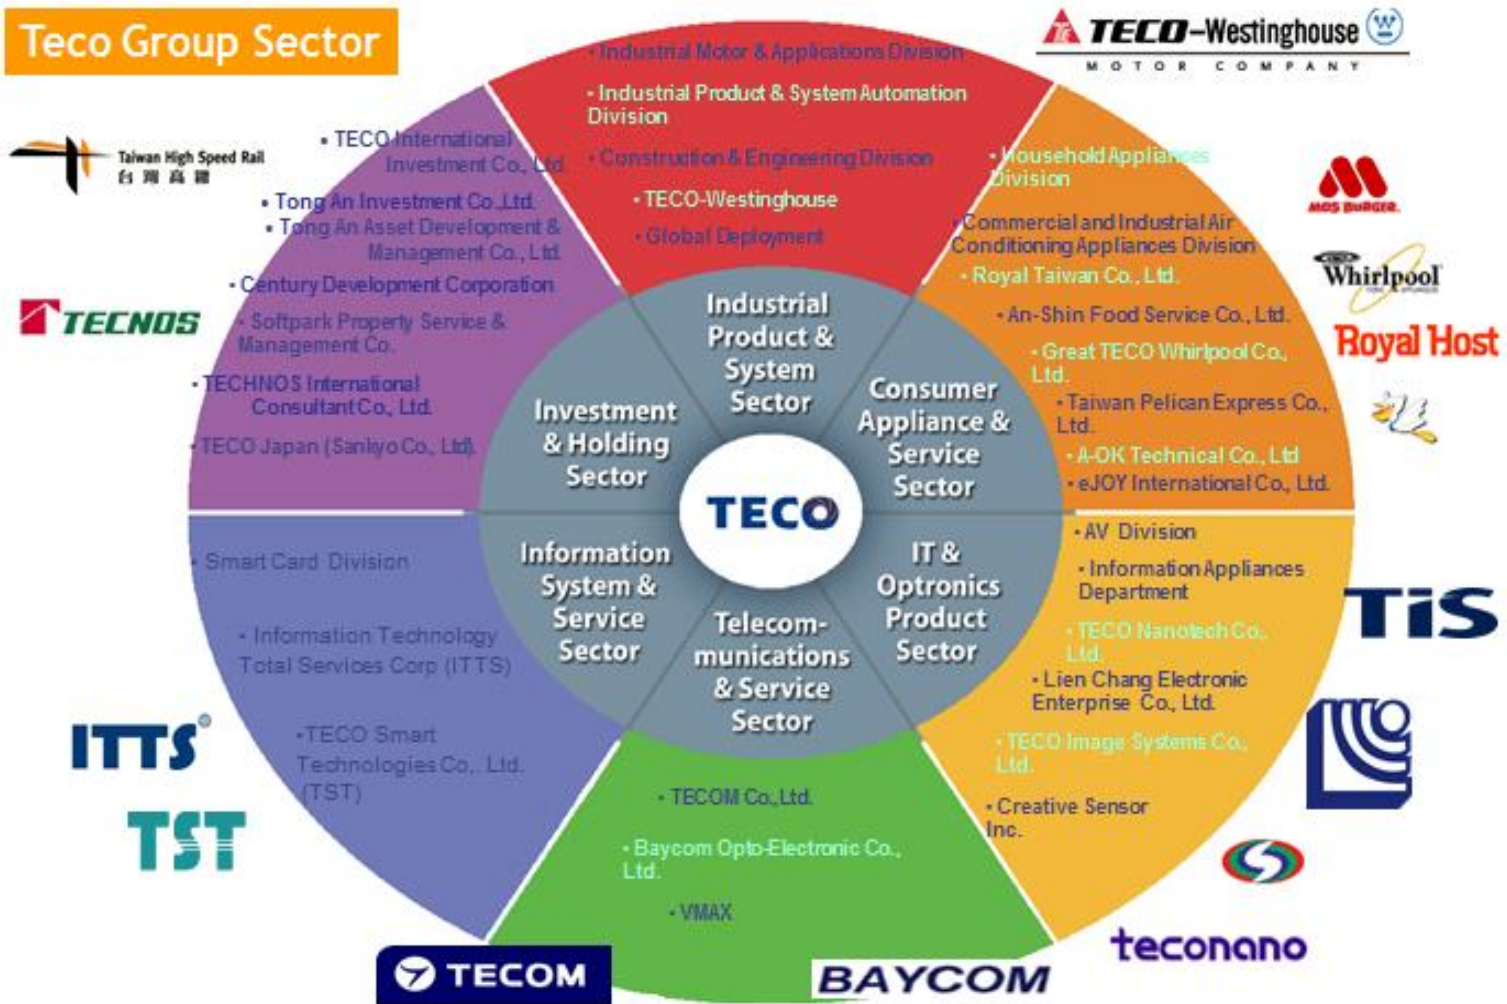 Teco Group Sector
TECO-Westinghouse
MOTOR COMPANY
Taiwan High Speed Rail
台灣高鐵
TECNOS
MOS BURGER
Whirlpool
Royal Host
TiS
teconano
BAYCOM
TECOM
TST
ITTS®
• Industrial Motor & Applications Division
• Industrial Product & System Automation
Division
• Construction & Engineering Division
• TECO-Westinghouse
• Global Deployment
• Household Appliances
Division
• Commercial and Industrial Air
Conditioning Appliances Division
• Royal Taiwan Co., Ltd.
• An-Shin Food Service Co., Ltd.
• Great TECO Whirlpool Co.,
Ltd.
• Taiwan Pelican Express Co.,
Ltd.
• A-OK Technical Co., Ltd
• eJOY International Co., Ltd.
• AV Division
• Information Appliances
Department
• TECO Nanotech Co.,
Ltd.
• Lien Chang Electronic
Enterprise Co., Ltd.
• TECO Image Systems Co.,
Ltd.
• Creative Sensor
Inc.
• TECOM Co., Ltd.
• Baycom Opto-Electronic Co.,
Ltd.
• VMAX
• Smart Card Division
• Information Technology
Total Services Corp (ITTS)
• TECO Smart
Technologies Co,. Ltd.
(TST)
• TECO International
Investment Co., Ltd.
• Tong An Investment Co.,Ltd.
• Tong An Asset Development &
Management Co., Ltd.
• Century Development Corporation
• Softpark Property Service &
Management Co.
• TECHNOS International
Consultant Co., Ltd.
• TECO Japan (Sankyo Co., Ltd).
Industrial
Product &
System
Sector
Consumer
Appliance &
Service
Sector
IT &
Optronics
Product
Sector
Telecom-
munications
& Service
Sector
Information
System &
Service
Sector
Investment
& Holding
Sector
TECO